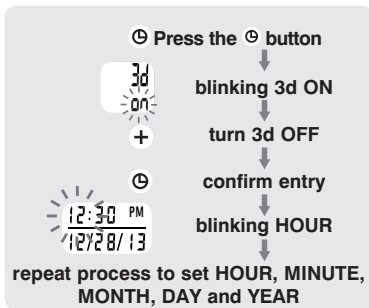 Press the button
3d
on
blinking 3d ON
+
turn 3d OFF
confirm entry
12:30 PM
12/28/13
blinking HOUR
repeat process to set HOUR, MINUTE,
MONTH, DAY and YEAR